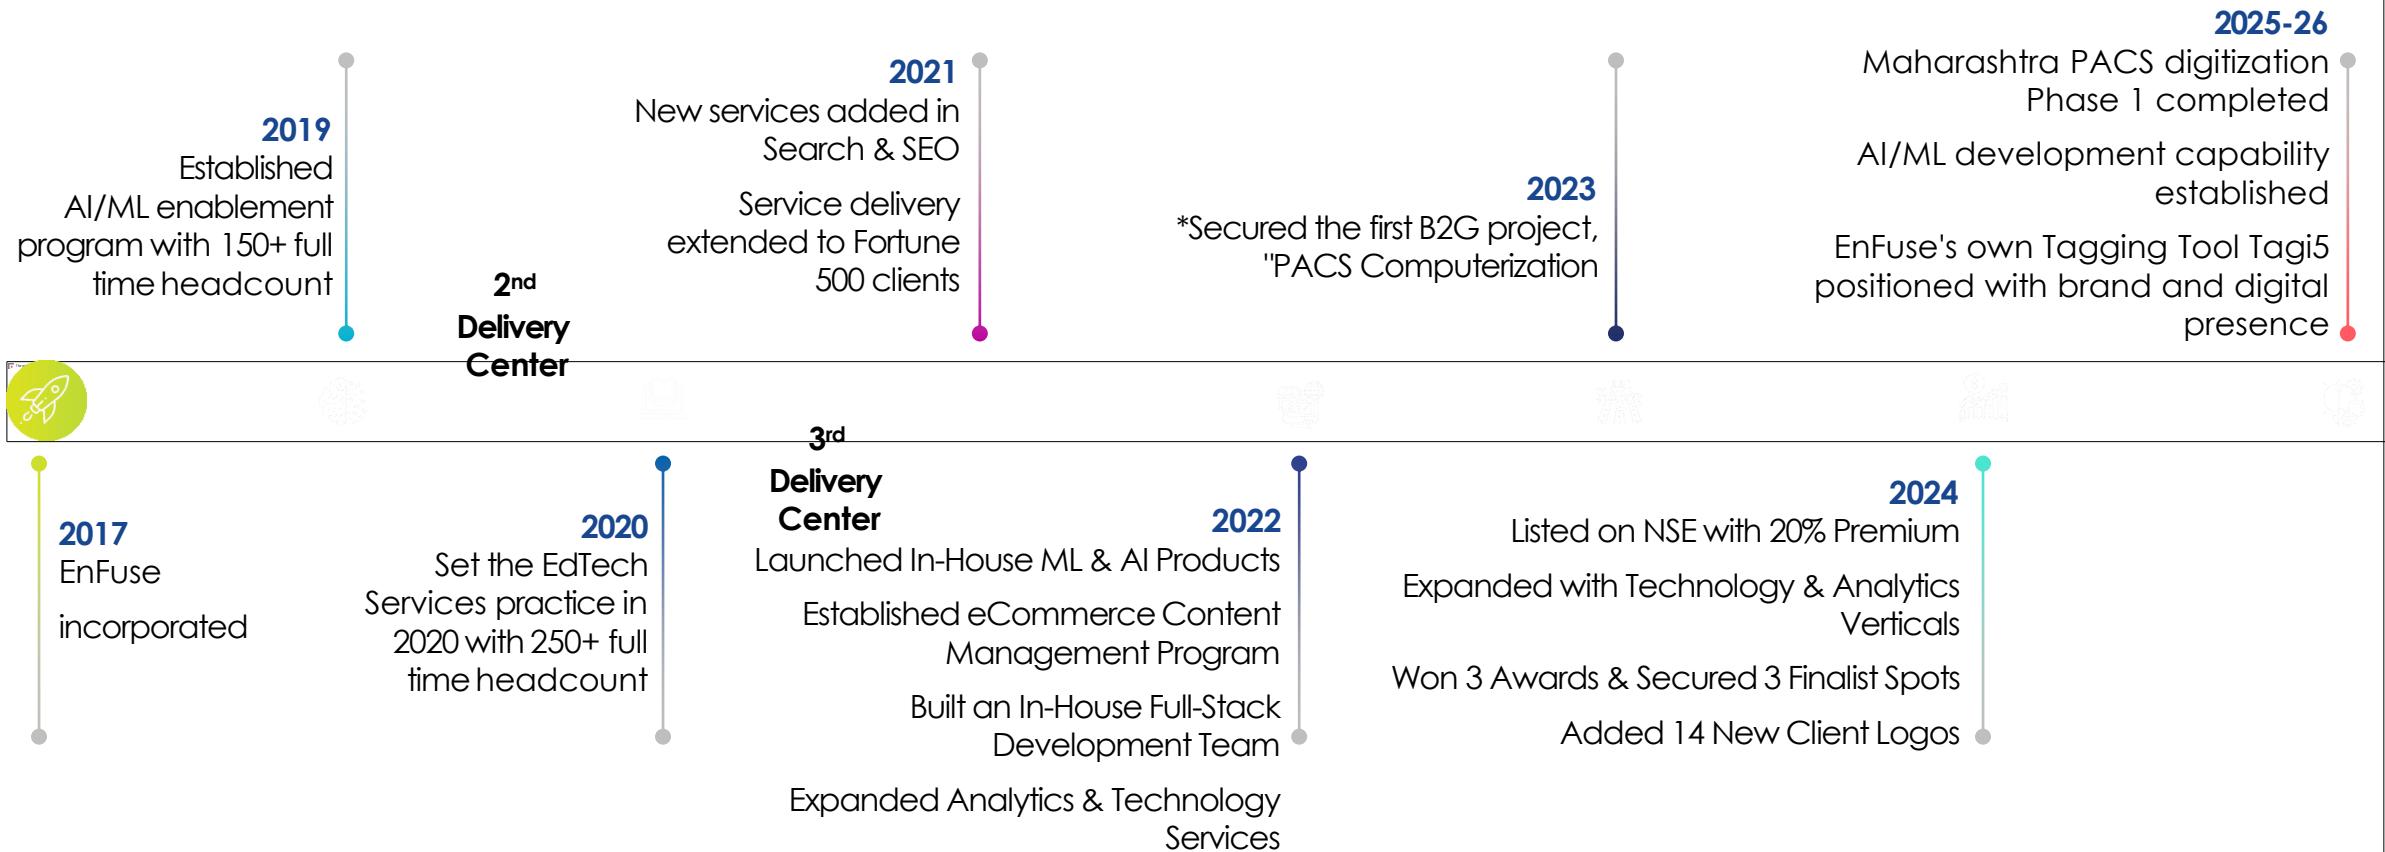 2019
Established
AI/ML enablement
program with 150+ full
time headcount
2nd
Delivery
Center
2021
New services added in
Search & SEO
Service delivery
extended to Fortune
500 clients
2023
*Secured the first B2G project,
"PACS Computerization
2025-26
Maharashtra PACS digitization
Phase 1 completed
AI/ML development capability
established
EnFuse's own Tagging Tool Tagi5
positioned with brand and digital
presence
2017
EnFuse
incorporated
2020
Set the EdTech
Services practice in
2020 with 250+ full
time headcount
3rd
Delivery
Center
2022
Launched In-House ML & AI Products
Established eCommerce Content
Management Program
Built an In-House Full-Stack
Development Team
Expanded Analytics & Technology
Services
2024
Listed on NSE with 20% Premium
Expanded with Technology & Analytics
Verticals
Won 3 Awards & Secured 3 Finalist Spots
Added 14 New Client Logos